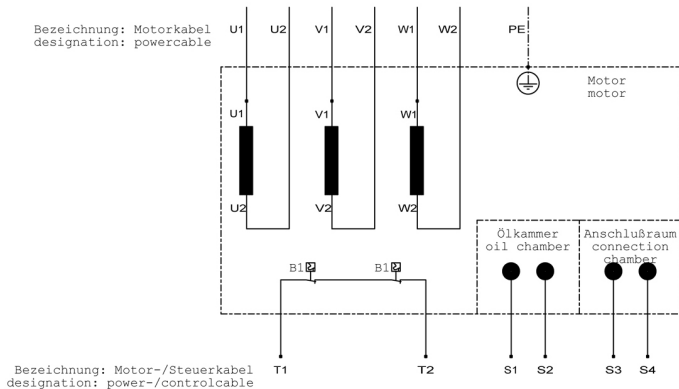 Bezeichnung: Motorkabel
designation: powercable
U1 U2 V1 V2 W1 W2 PE
Motor
motor
U1 V1 W1
U2 V2 W2
Ölkammer
oil chamber
Anschlußraum
connection
chamber
B1 B1
Bezeichnung: Motor-/Steuerkabel
designation: power-/controlcable
T1 T2 S1 S2 S3 S4